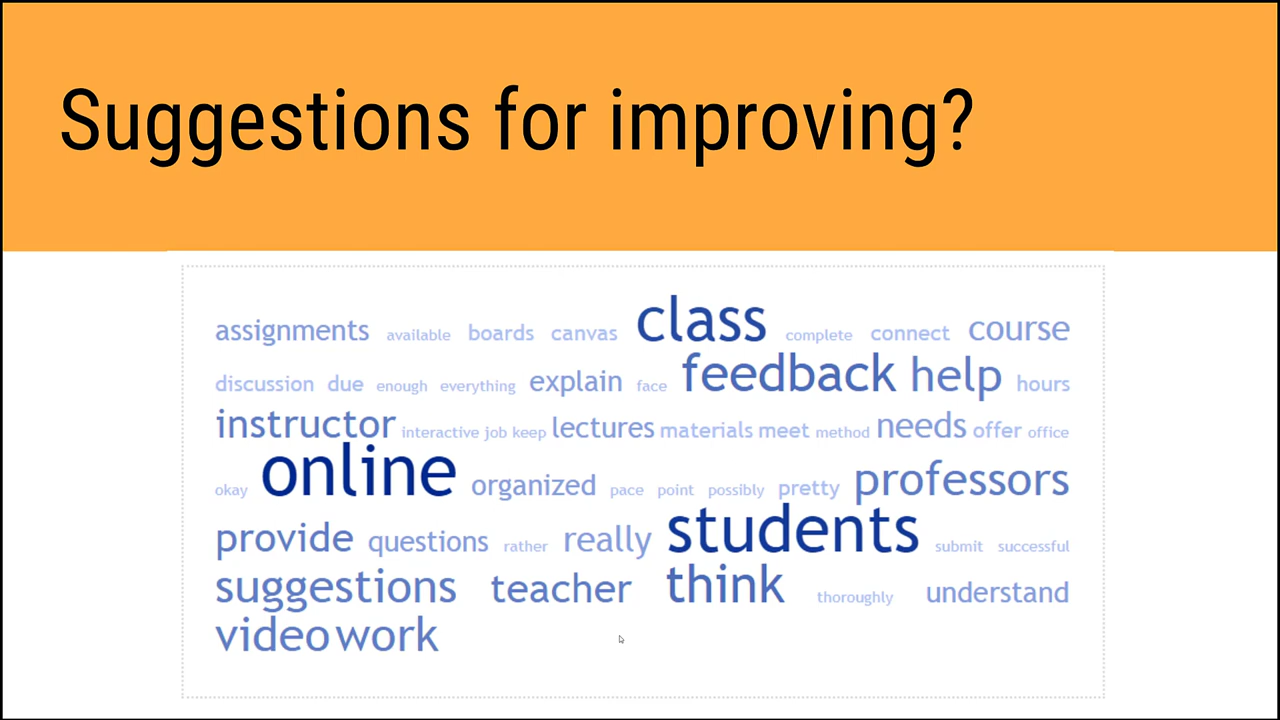 Suggestions for improving?
assignments available boards canvas class complete connect course
discussion due enough everything explain face feedback help hours
instructor interactive job keep lectures materials meet method needs offer office
okay online organized pace point possibly pretty professors
provide questions rather really students submit successful
suggestions teacher think thoroughly understand
video work